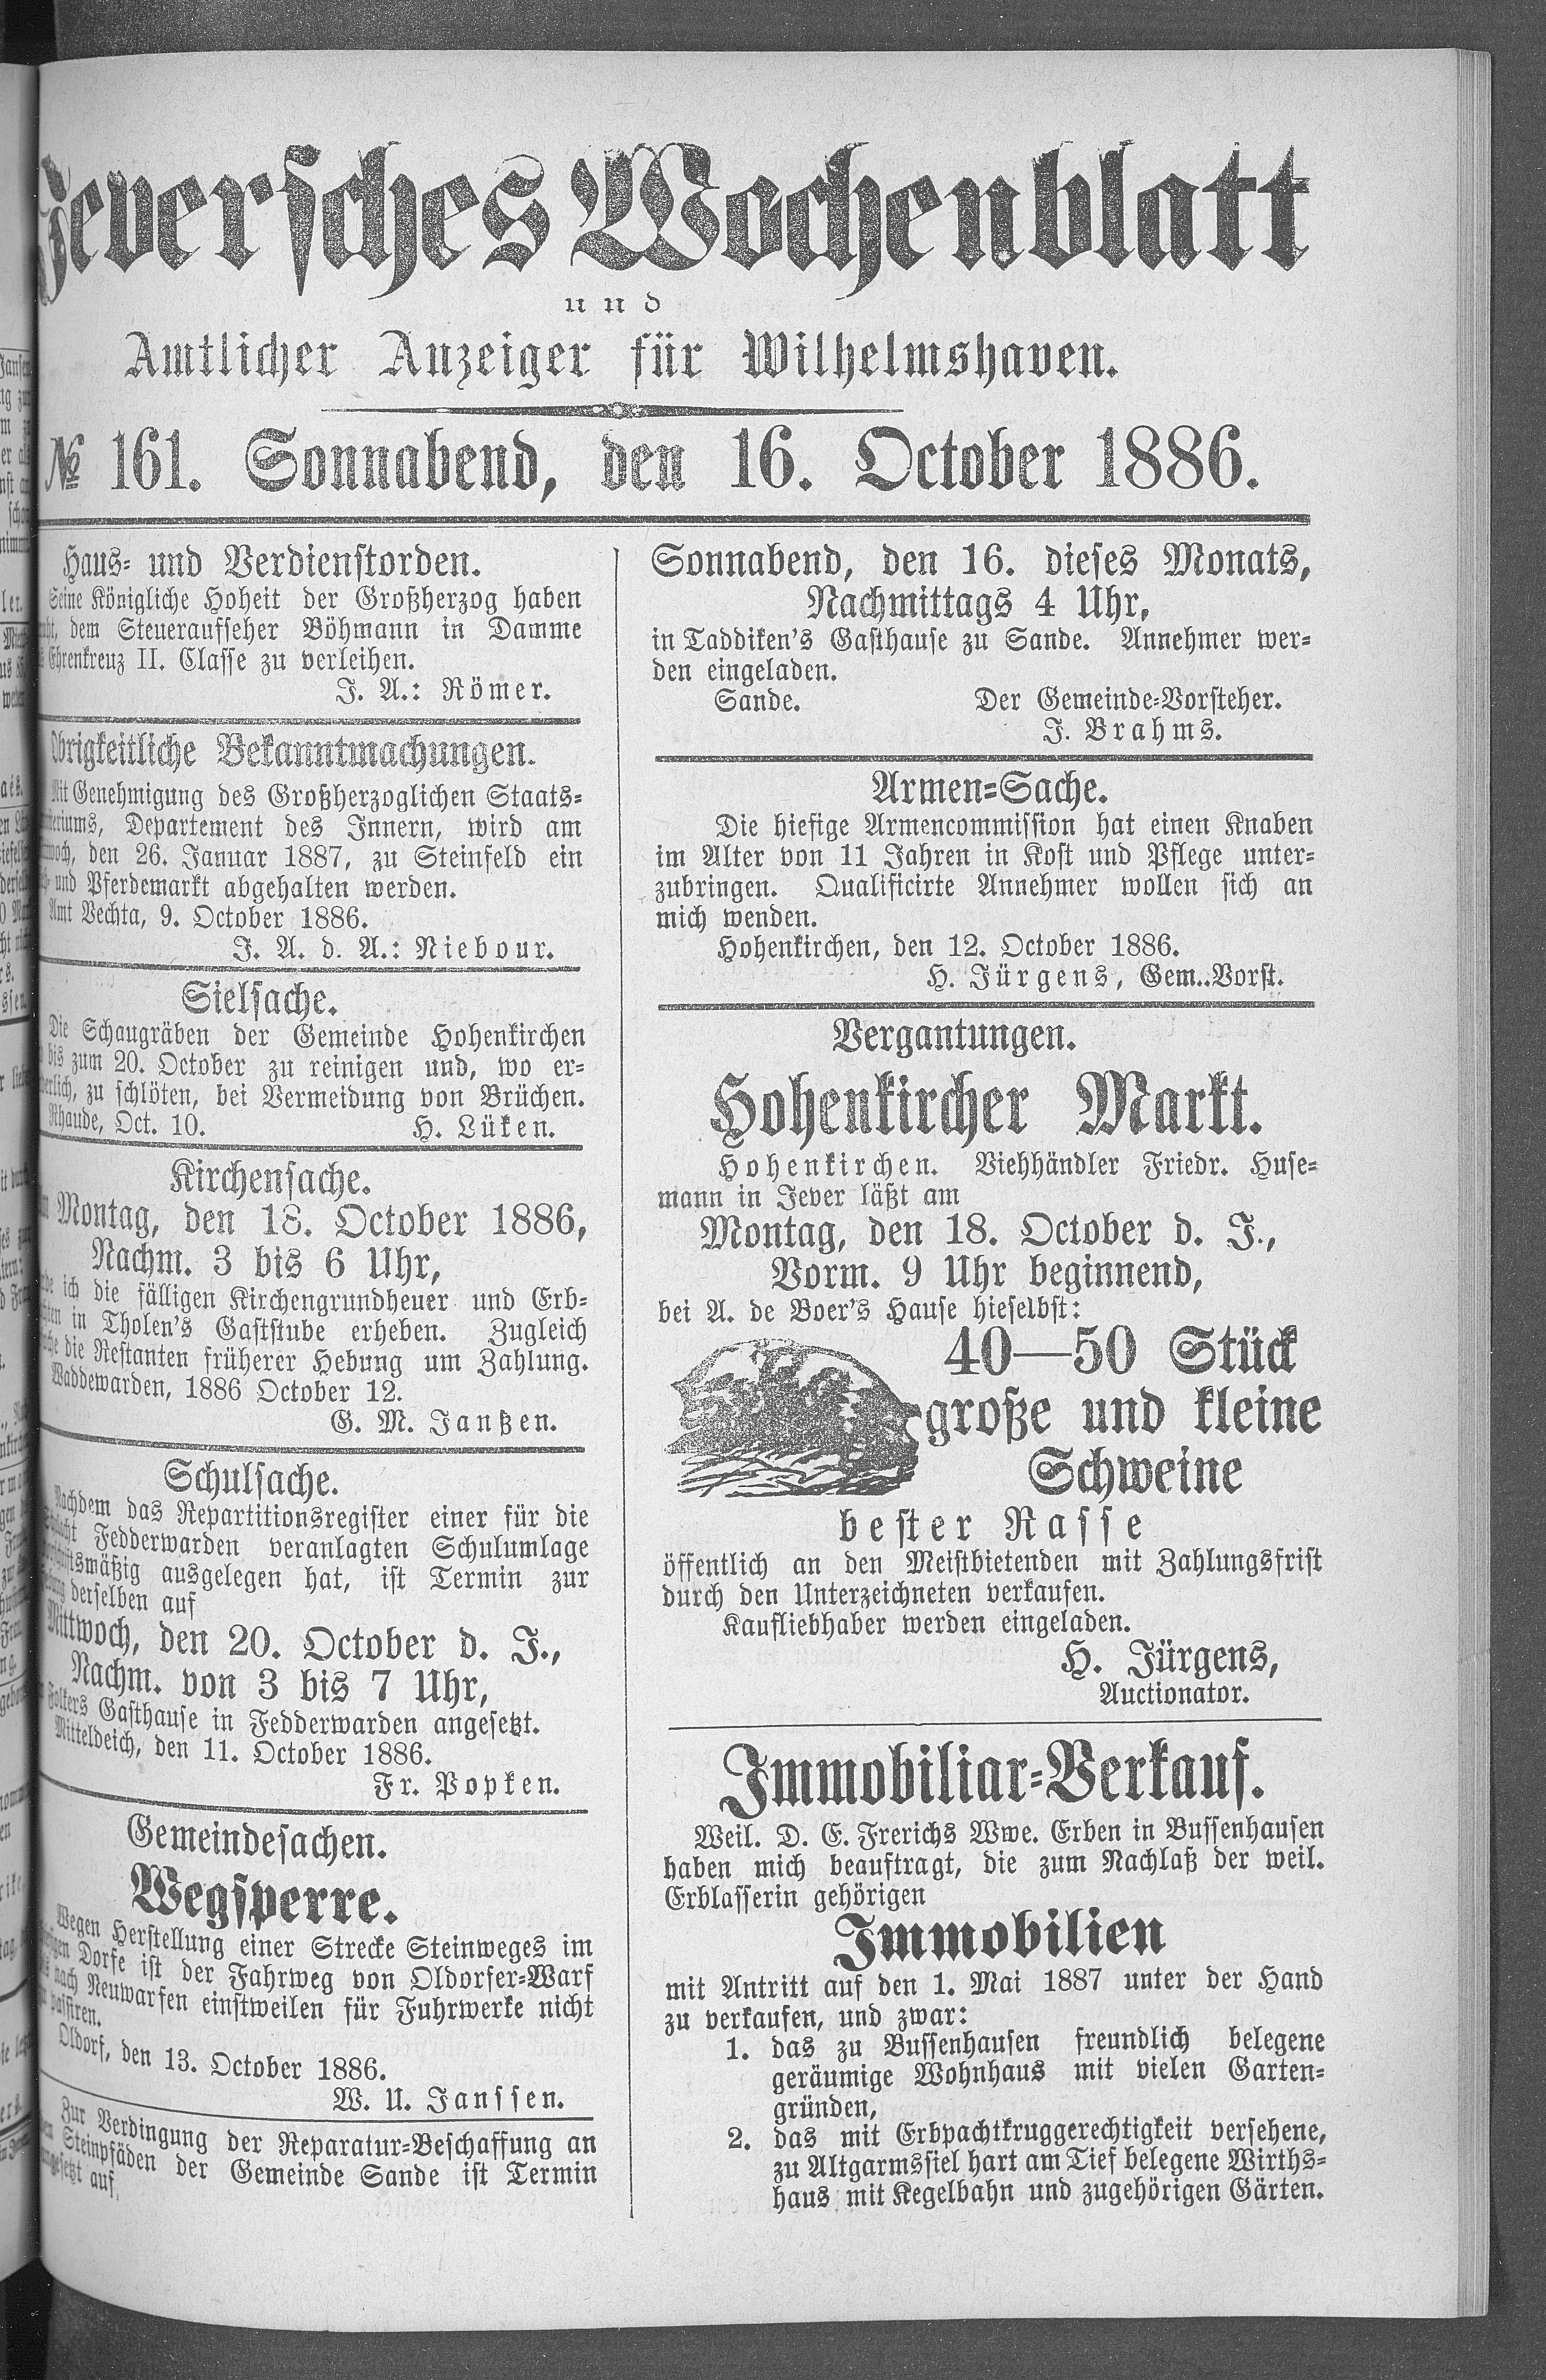 Jeversches Wochenblatt
und
Amtlicher Anzeiger für Wilhelmshaven.
№ 161. Sonnabend, den 16. October 1886.
Haus- und Verdienstorden.
Seine Königliche Hoheit der Großherzog haben
dem Steueraufseher Böhmann in Damme
Ehrenkreuz II. Classe zu verleihen.
J. A.: Römer.
Obrigkeitliche Bekanntmachungen.
Mit Genehmigung des Großherzoglichen Staats-
Departement des Innern, wird am
den 26. Januar 1887, zu Steinfeld ein
und Pferdemarkt abgehalten werden.
Amt Vechta, 9. October 1886.
J. A. d. A.: Niebour.
Sielsache.
Die Schaugräben der Gemeinde Hohenkirchen
bis zum 20. October zu reinigen und, wo er-
zu schlöten, bei Vermeidung von Brüchen.
Rhaude, Oct. 10. H. Lüken.
Kirchensache.
Montag, den 18. October 1886,
Nachm. 3 bis 6 Uhr,
ich die fälligen Kirchengrundheuer und Erb-
in Tholen's Gaststube erheben. Zugleich
die Restanten früherer Hebung um Zahlung.
Waddewarden, 1886 October 12.
G. M. Janßen.
Schulsache.
Nachdem das Repartitionsregister einer für die
Fedderwarden veranlagten Schulumlage
ausgelegen hat, ist Termin zur
derselben auf
Mittwoch, den 20. October d. J.,
Nachm. von 3 bis 7 Uhr,
Folkers Gasthause in Fedderwarden angesetzt.
Mitteldeich, den 11. October 1886.
Fr. Popken.
Gemeindesachen.
Wegsperre.
Wegen Herstellung einer Strecke Steinweges im
Dorfe ist der Fahrweg von Oldorfer-Warf
nach Neuwarfen einstweilen für Fuhrwerke nicht
passiren.
Oldorf, den 13. October 1886.
W. U. Janssen.
Zur Verdingung der Reparatur-Beschaffung an
Steinpfäden der Gemeinde Sande ist Termin
angesetzt auf
Sonnabend, den 16. dieses Monats,
Nachmittags 4 Uhr,
in Taddiken's Gasthause zu Sande. Annehmer wer-
den eingeladen.
Sande. Der Gemeinde-Vorsteher.
J. Brahms.
Armen-Sache.
Die hiesige Armencommission hat einen Knaben
im Alter von 11 Jahren in Kost und Pflege unter-
zubringen. Qualificirte Annehmer wollen sich an
mich wenden.
Hohenkirchen, den 12. October 1886.
H. Jürgens, Gem.-Vorst.
Vergantungen.
Hohenkircher Markt.
Hohenkirchen. Viehhändler Friedr. Huse-
mann in Jever läßt am
Montag, den 18. October d. J.,
Vorm. 9 Uhr beginnend,
bei A. de Boer's Hause hieselbst:
40—50 Stück
große und kleine
Schweine
bester Rasse
öffentlich an den Meistbietenden mit Zahlungsfrist
durch den Unterzeichneten verkaufen.
Kaufliebhaber werden eingeladen.
H. Jürgens,
Auctionator.
Immobiliar-Verkauf.
Weil. D. E. Frerichs Wwe. Erben in Bussenhausen
haben mich beauftragt, die zum Nachlaß der weil.
Erblasserin gehörigen
Immobilien
mit Antritt auf den 1. Mai 1887 unter der Hand
zu verkaufen, und zwar:
1. das zu Bussenhausen freundlich belegene
geräumige Wohnhaus mit vielen Garten-
gründen,
2. das mit Erbpachtkruggerechtigkeit versehene,
zu Altgarmssiel hart am Tief belegene Wirths-
haus mit Kegelbahn und zugehörigen Gärten.